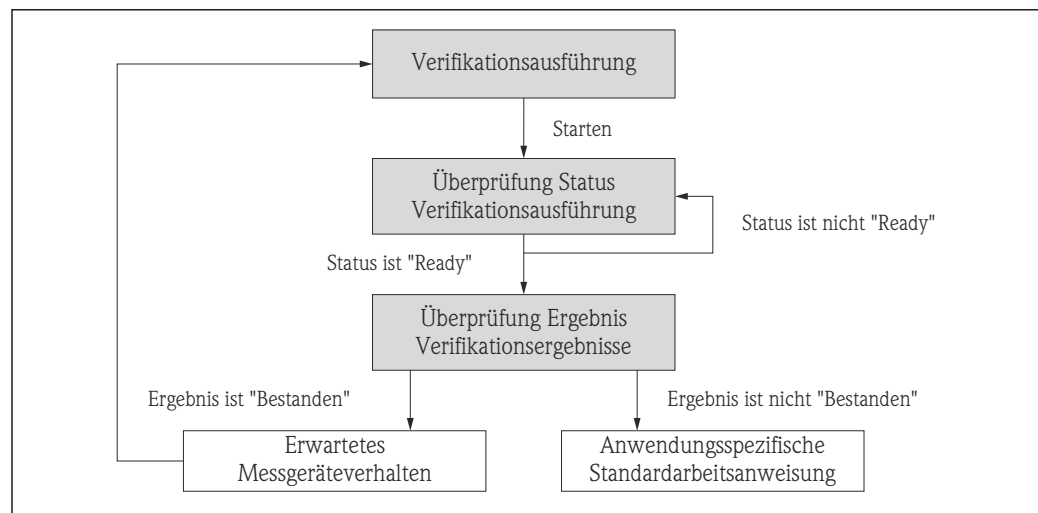 Verifikationsausführung
Starten
Überprüfung Status
Verifikationsausführung
Status ist nicht "Ready"
Status ist "Ready"
Überprüfung Ergebnis
Verifikationsergebnisse
Ergebnis ist "Bestanden"
Ergebnis ist nicht "Bestanden"
Erwartetes
Messgeräteverhalten
Anwendungsspezifische
Standardarbeitsanweisung